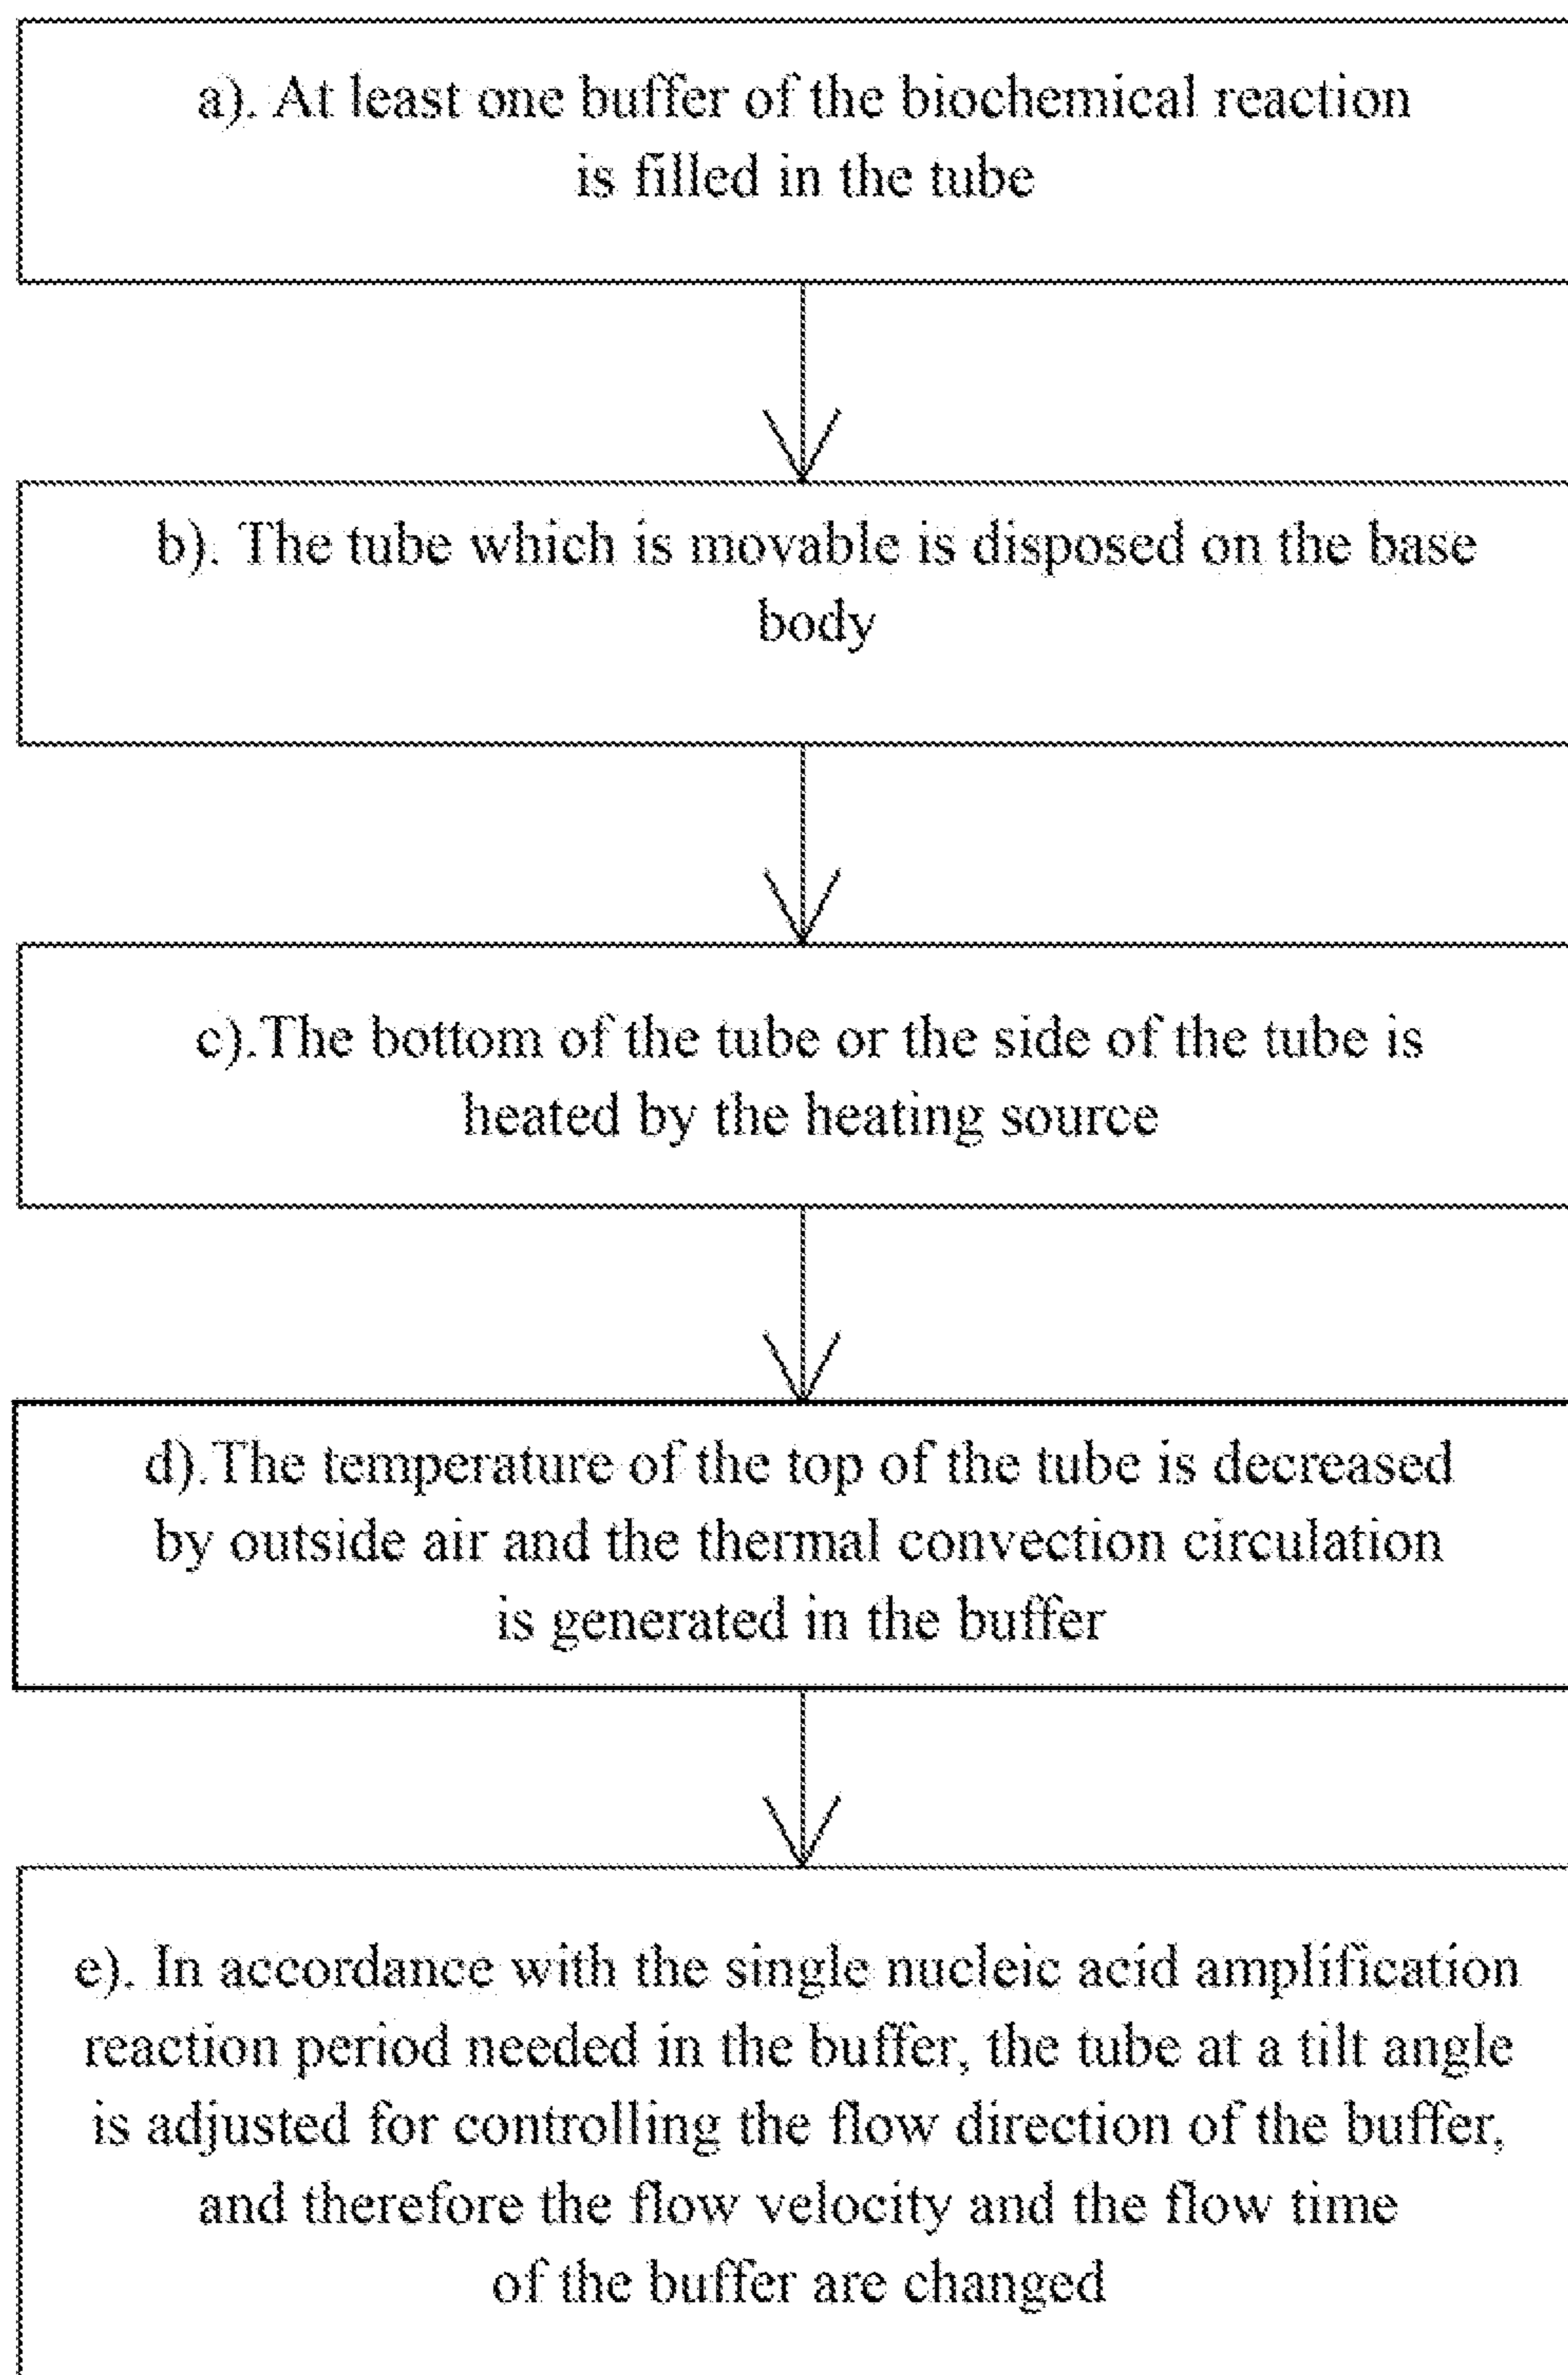 a). At least one buffer of the biochemical reaction
is filled in the tube
b). The tube which is movable is disposed on the base
body
c).The bottom of the tube or the side of the tube is
heated by the heating source
d).The temperature of the top of the tube is decreased
by outside air and the thermal convection circulation
is generated in the buffer
e). In accordance with the single nucleic acid amplification
reaction period needed in the buffer, the tube at a tilt angle
is adjusted for controlling the flow direction of the buffer,
and therefore the flow velocity and the flow time
of the buffer are changed